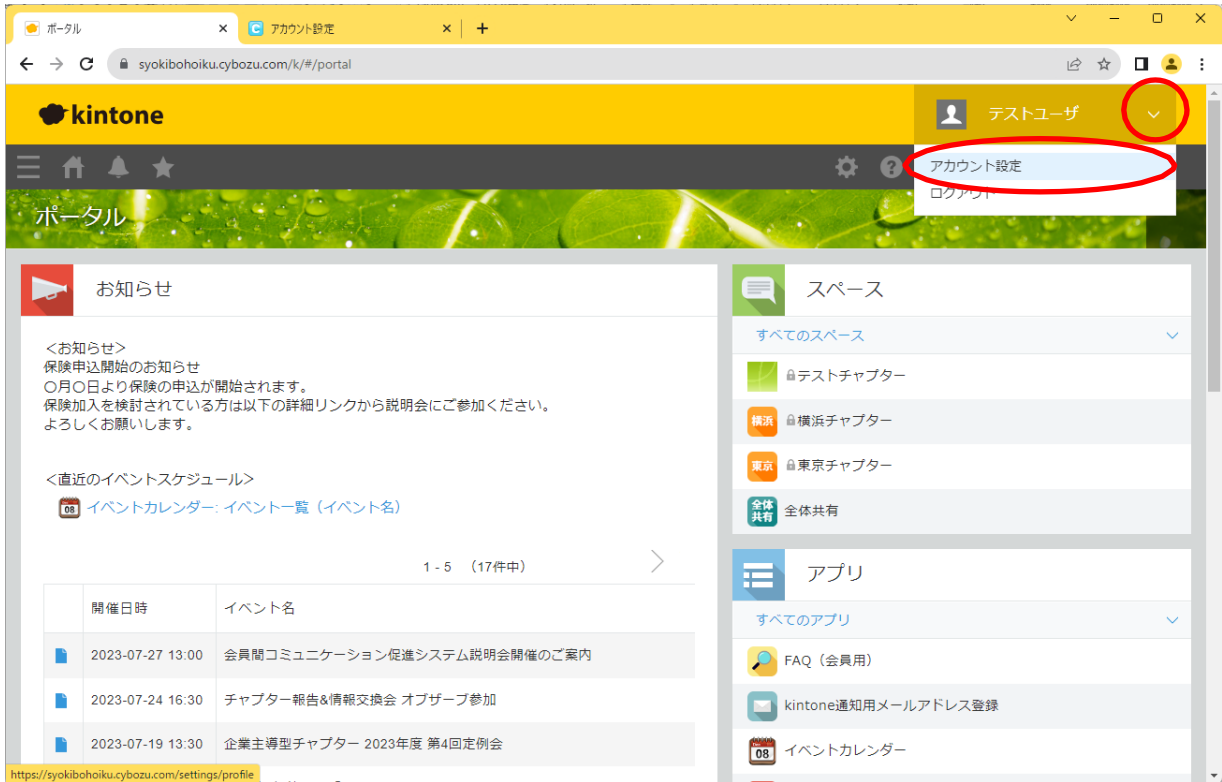 ポータル
アカウント設定
syokibohoiku.cybozu.com/k/#/portal
kintone
テストユーザ
アカウント設定
ログアウト
ポータル
お知らせ
<お知らせ>
保険申込開始のお知らせ
○月○日より保険の申込が開始されます。
保険加入を検討されている方は以下の詳細リンクから説明会にご参加ください。
よろしくお願いします。
<直近のイベントスケジュール>
08 イベントカレンダー: イベント一覧（イベント名）
1 - 5 （17件中）
開催日時 イベント名
2023-07-27 13:00 会員間コミュニケーション促進システム説明会開催のご案内
2023-07-24 16:30 チャプター報告&情報交換会 オブザーブ参加
2023-07-19 13:30 企業主導型チャプター 2023年度 第4回定例会
https://syokibohoiku.cybozu.com/settings/profile
スペース
すべてのスペース
テストチャプター
横浜 横浜チャプター
東京 東京チャプター
全体共有 全体共有
アプリ
すべてのアプリ
FAQ（会員用）
kintone通知用メールアドレス登録
08 イベントカレンダー